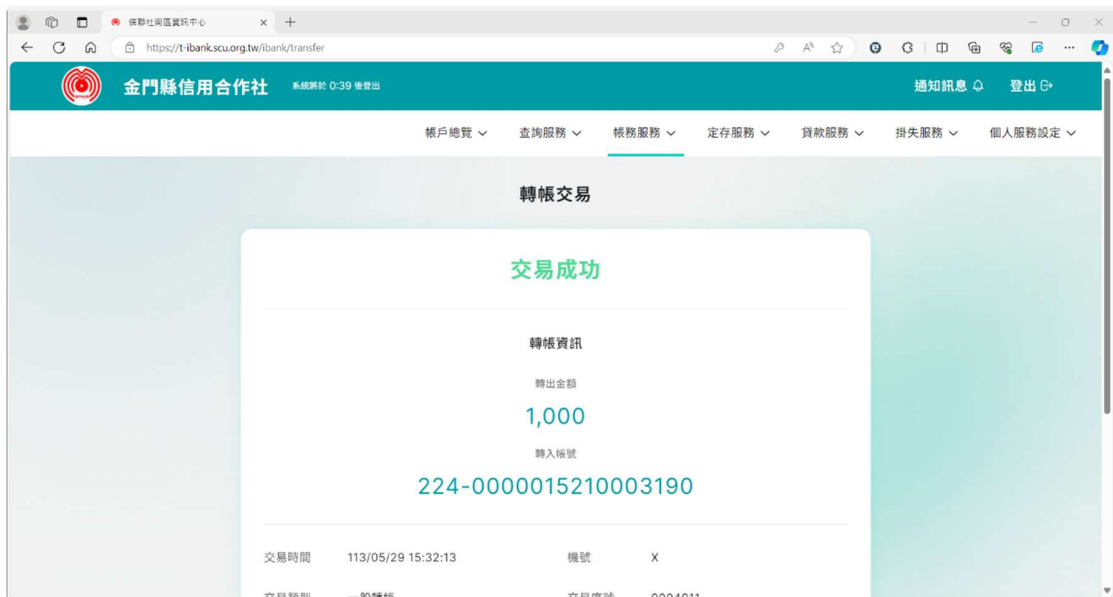 信聯社南區資訊中心
https://t-ibank.scu.org.tw/ibank/transfer
金門縣信用合作社 系統將於 0:39 後登出 通知訊息 登出
帳戶總覽 查詢服務 帳務服務 定存服務 貸款服務 掛失服務 個人服務設定
轉帳交易
交易成功
轉帳資訊
轉出金額
1,000
轉入帳號
224-0000015210003190
交易時間 113/05/29 15:32:13 機號 X